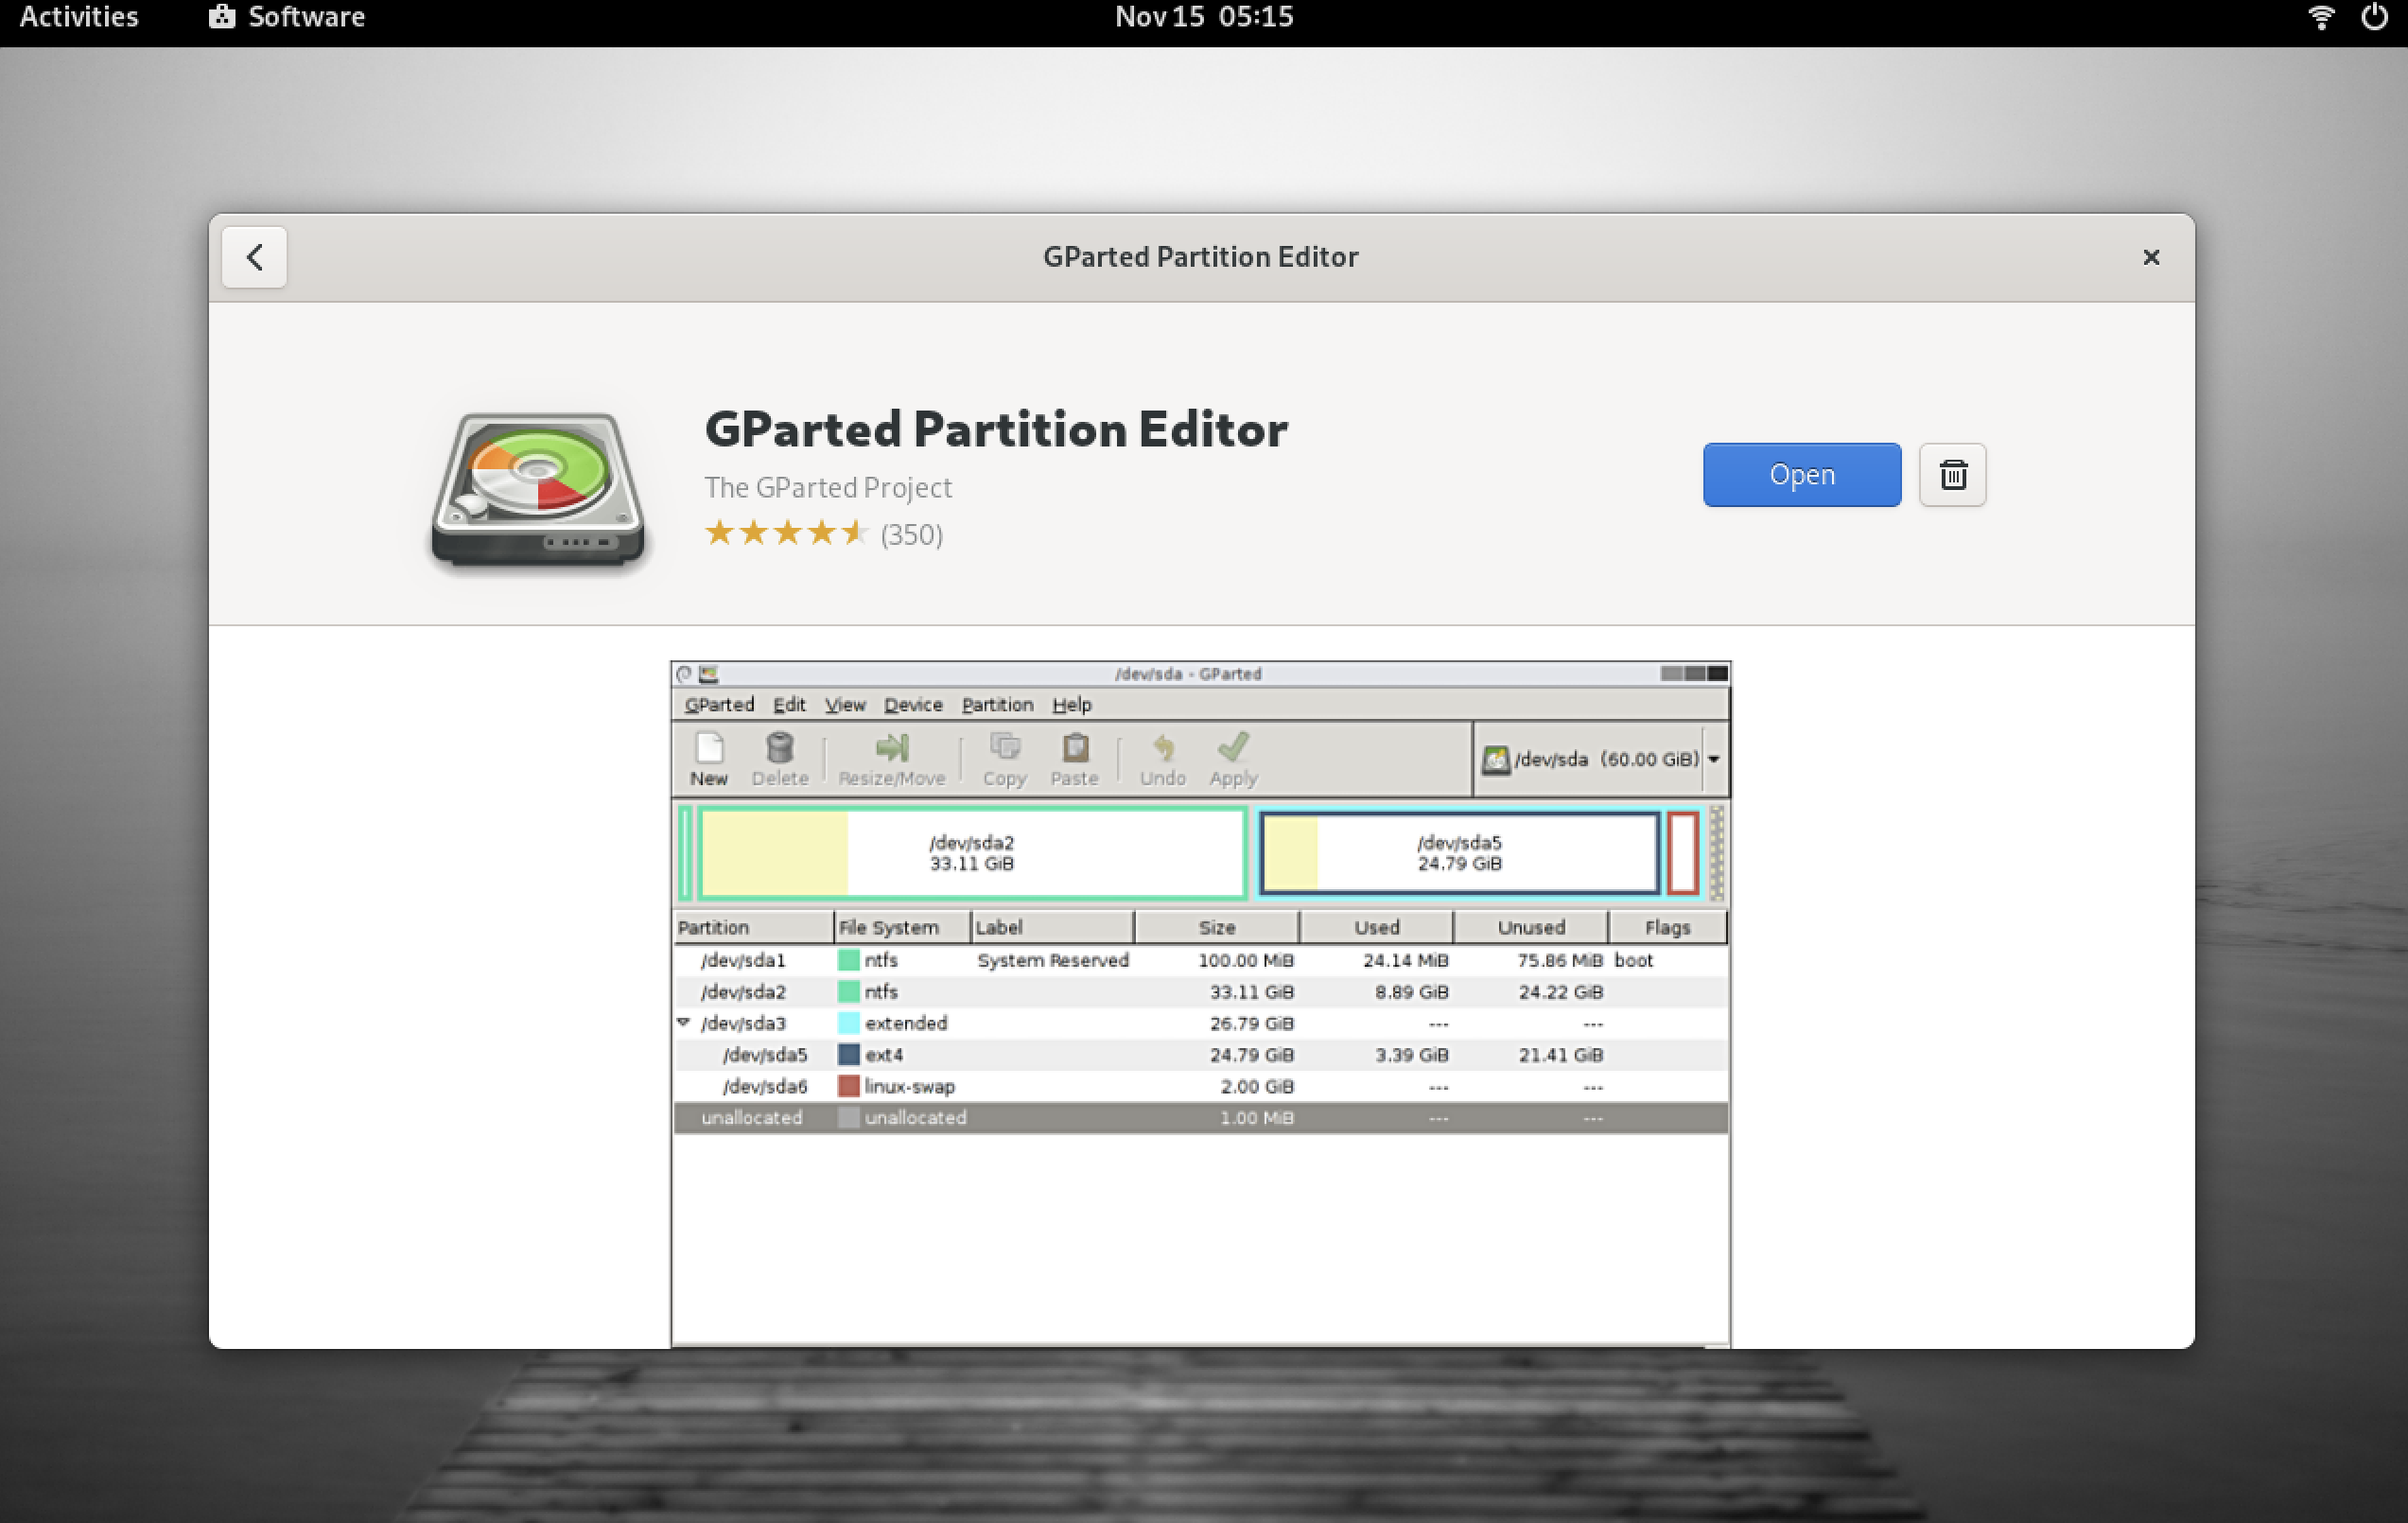 Activities Software Nov 15 05:15
GParted Partition Editor
GParted Partition Editor
The GParted Project
(350)
Open
/dev/sda - GParted
GParted Edit View Device Partition Help
New Delete Resize/Move Copy Paste Undo Apply /dev/sda (60.00 GiB)
/dev/sda2 /dev/sda5
33.11 GiB 24.79 GiB
Partition File System Label Size Used Unused Flags
/dev/sda1 ntfs System Reserved 100.00 MiB 24.14 MiB 75.86 MiB boot
/dev/sda2 ntfs 33.11 GiB 8.89 GiB 24.22 GiB
/dev/sda3 extended 26.79 GiB --- ---
/dev/sda5 ext4 24.79 GiB 3.39 GiB 21.41 GiB
/dev/sda6 linux-swap 2.00 GiB --- ---
unallocated unallocated 1.00 MiB --- ---